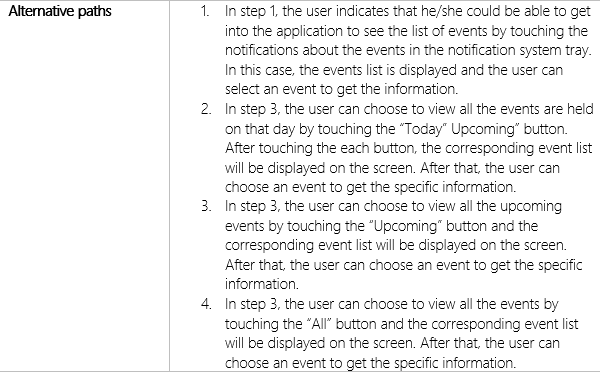 Alternative paths
1. In step 1, the user indicates that he/she could be able to get
into the application to see the list of events by touching the
notifications about the events in the notification system tray.
In this case, the events list is displayed and the user can
select an event to get the information.
2. In step 3, the user can choose to view all the events are held
on that day by touching the “Today” Upcoming” button.
After touching the each button, the corresponding event list
will be displayed on the screen. After that, the user can
choose an event to get the specific information.
3. In step 3, the user can choose to view all the upcoming
events by touching the “Upcoming” button and the
corresponding event list will be displayed on the screen.
After that, the user can choose an event to get the specific
information.
4. In step 3, the user can choose to view all the events by
touching the “All” button and the corresponding event list
will be displayed on the screen. After that, the user can
choose an event to get the specific information.